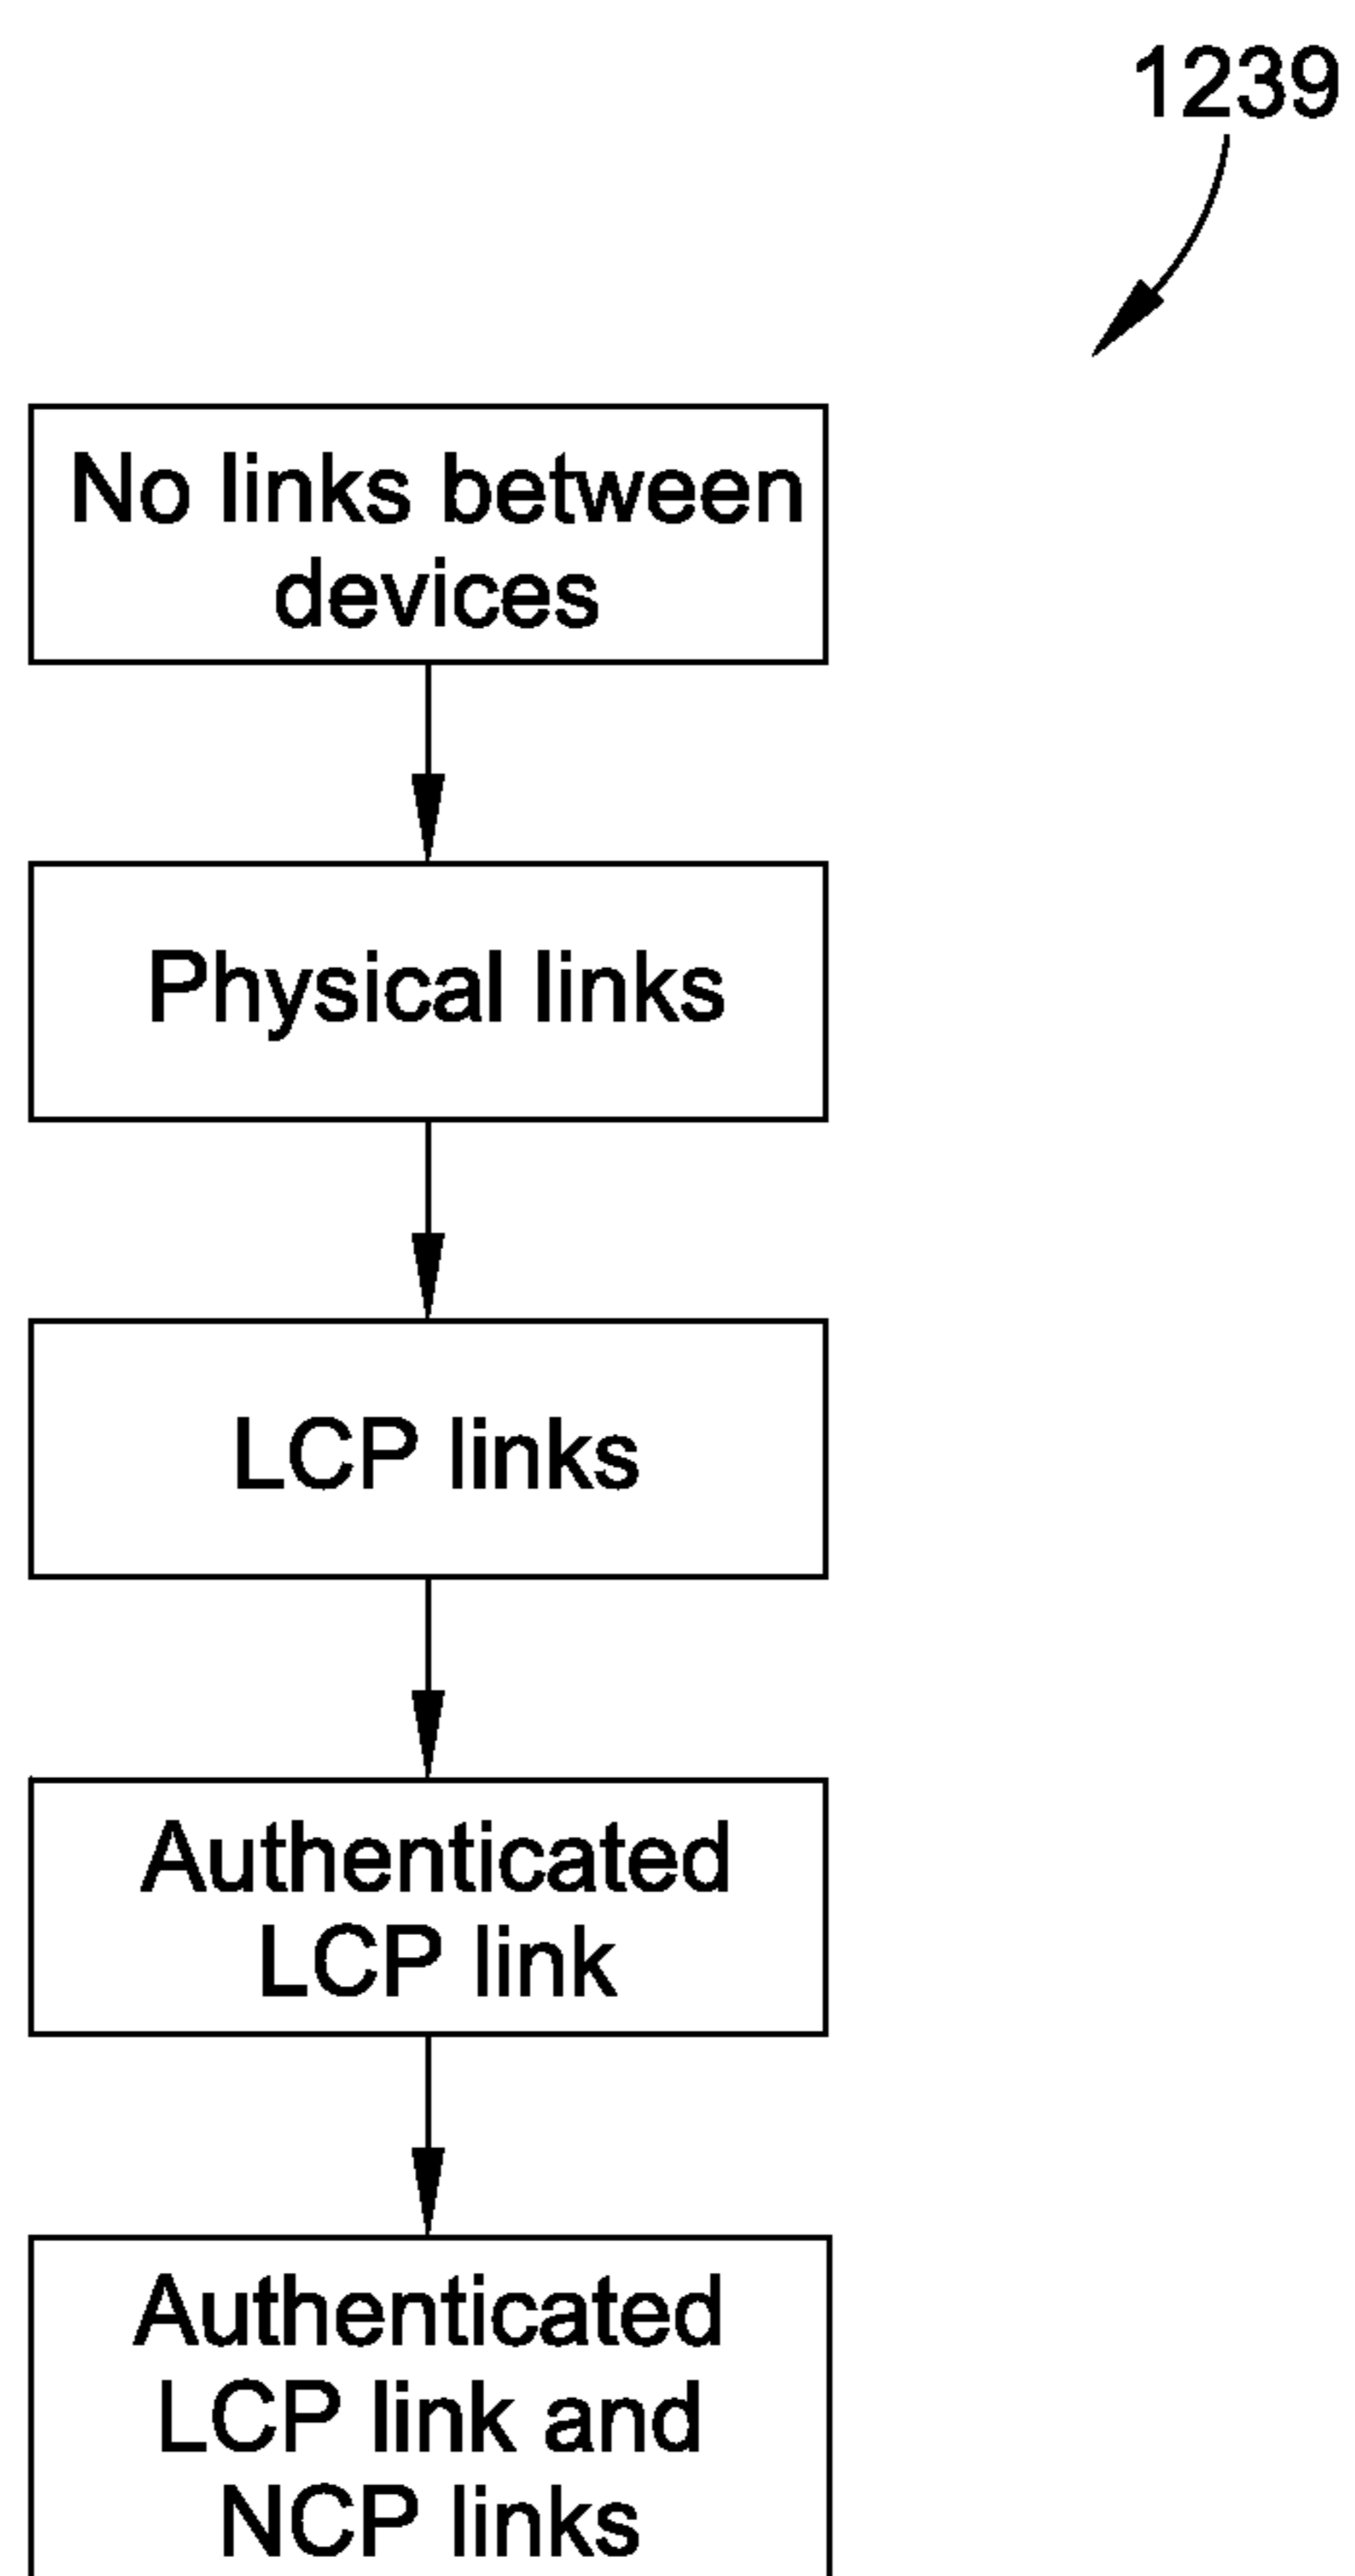 1239
No links between
devices
Physical links
LCP links
Authenticated
LCP link
Authenticated
LCP link and
NCP links